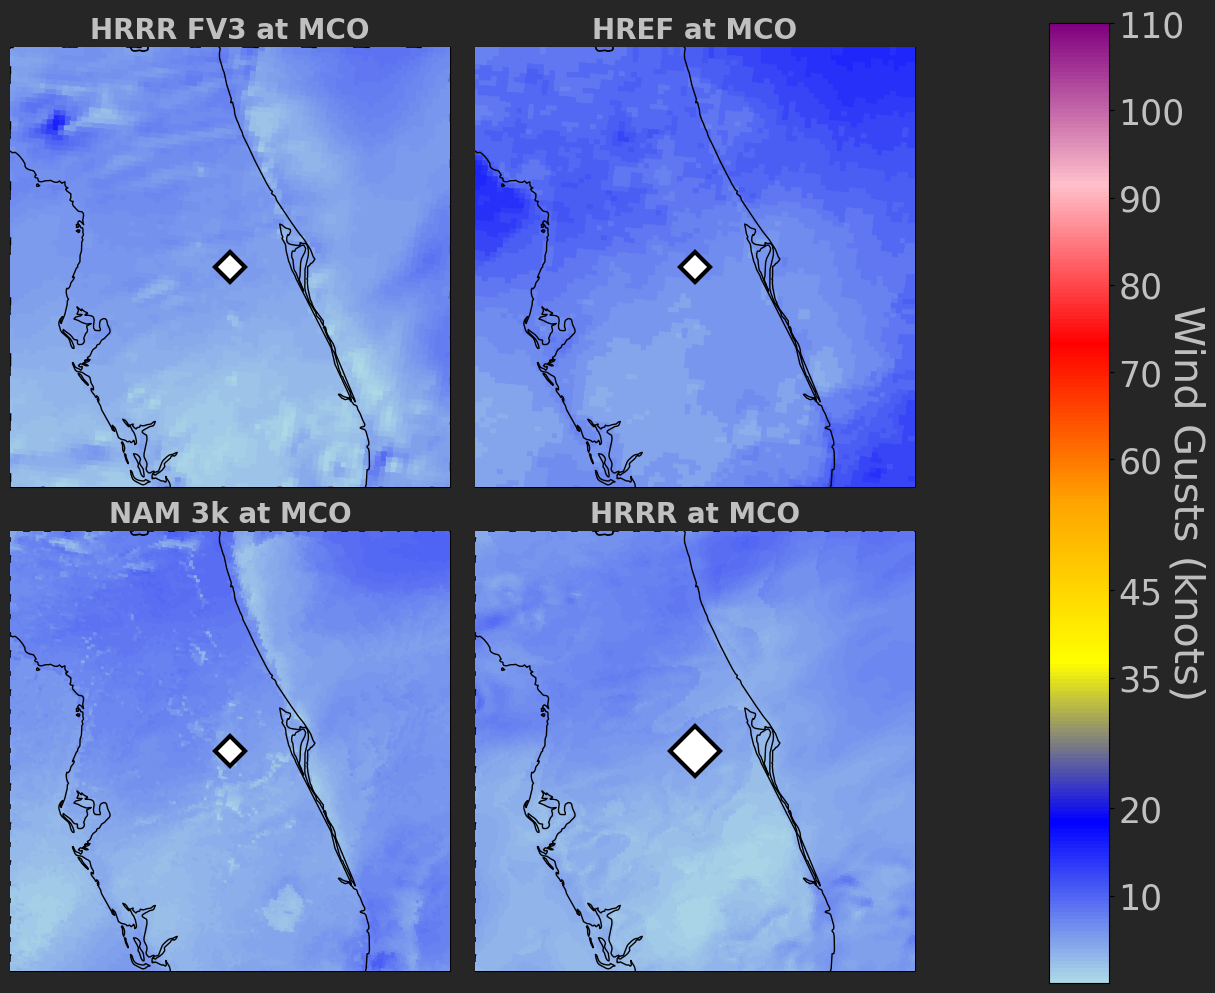 HRRR FV3 at MCO
HREF at MCO
NAM 3k at MCO
HRRR at MCO
110
100
90
80
70
60
45
35
20
10
Wind Gusts (knots)